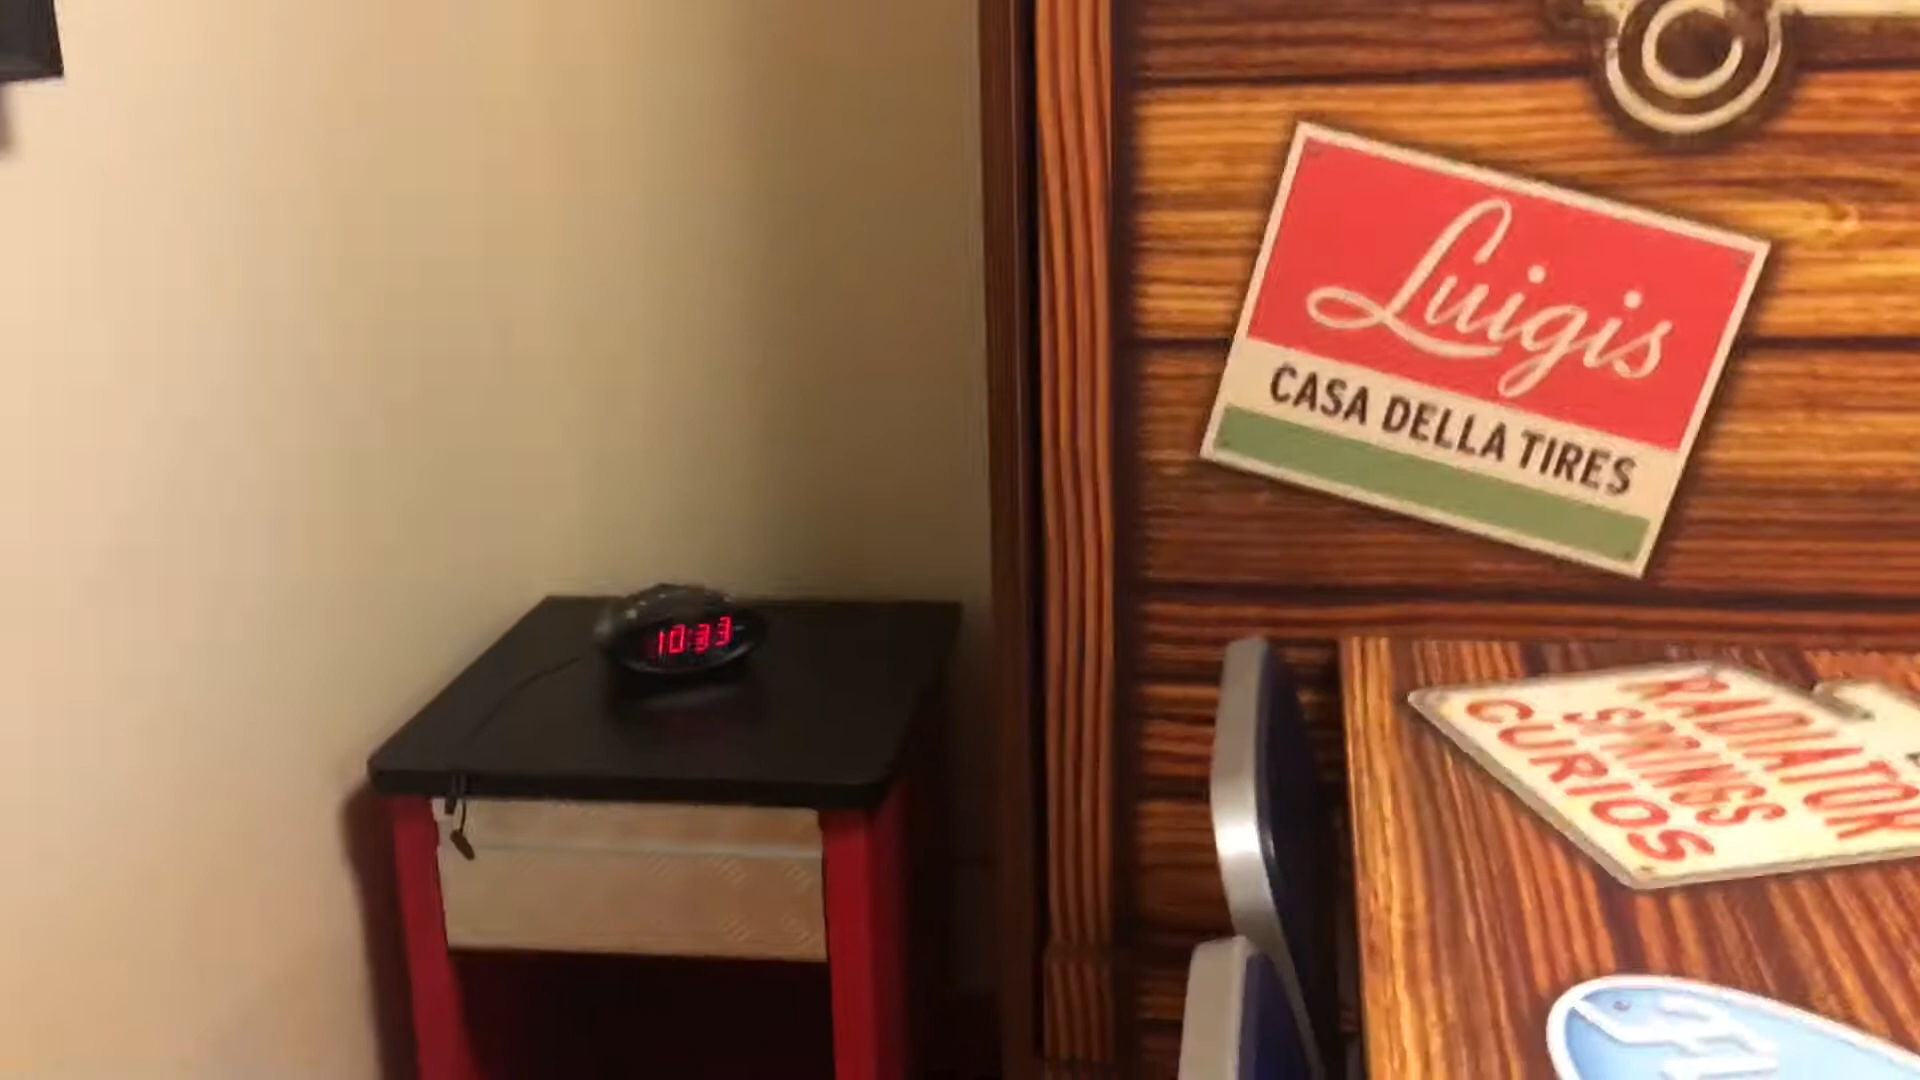 Luigis
CASA DELLA TIRES
10:33
RADIATOR
SPRINGS
CURIOS